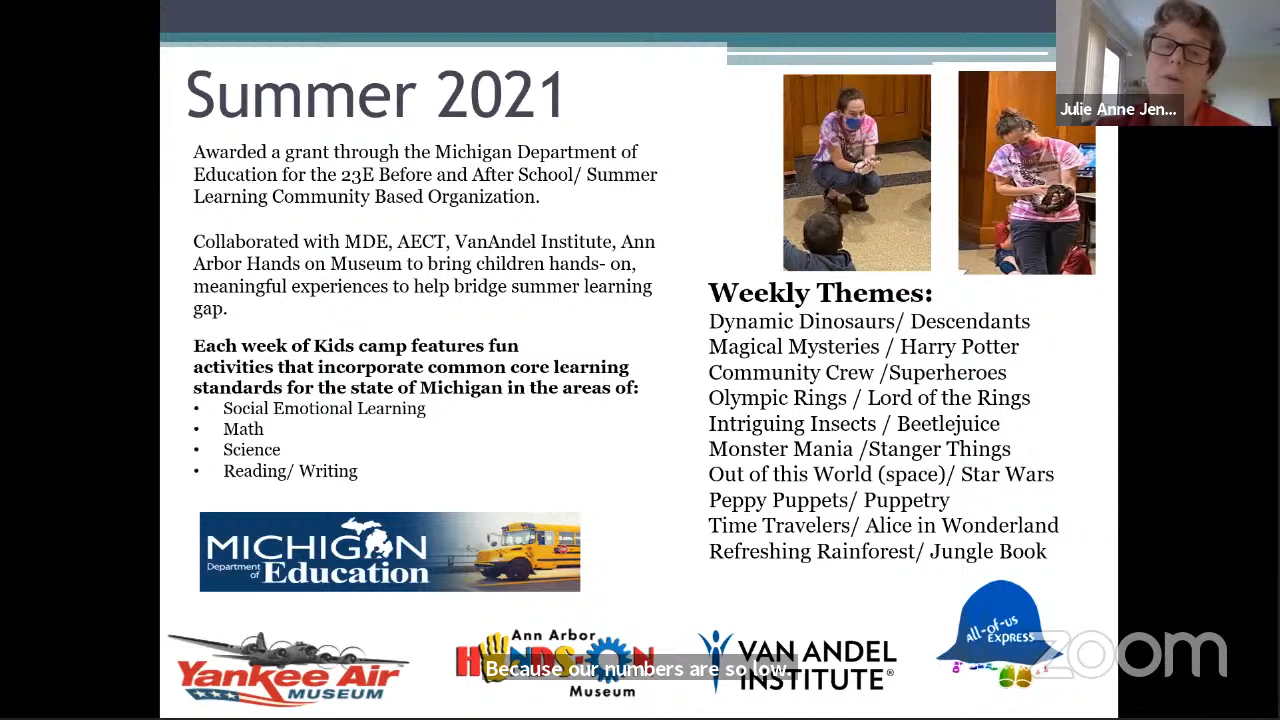 Summer 2021
Awarded a grant through the Michigan Department of
Education for the 23E Before and After School/ Summer
Learning Community Based Organization.
Collaborated with MDE, AECT, VanAndel Institute, Ann
Arbor Hands on Museum to bring children hands- on,
meaningful experiences to help bridge summer learning
gap.
Each week of Kids camp features fun
activities that incorporate common core learning
standards for the state of Michigan in the areas of:
• Social Emotional Learning
• Math
• Science
• Reading/ Writing
Julie Anne Jen...
Weekly Themes:
Dynamic Dinosaurs/ Descendants
Magical Mysteries / Harry Potter
Community Crew /Superheroes
Olympic Rings / Lord of the Rings
Intriguing Insects / Beetlejuice
Monster Mania /Stanger Things
Out of this World (space)/ Star Wars
Peppy Puppets/ Puppetry
Time Travelers/ Alice in Wonderland
Refreshing Rainforest/ Jungle Book
MICHIGAN
Department of
Education
Yankee Air
MUSEUM
Ann Arbor
HANDS-ON
Museum
VAN ANDEL
INSTITUTE®
All-of-us
EXPRESS
zoom
Because our numbers are so low.